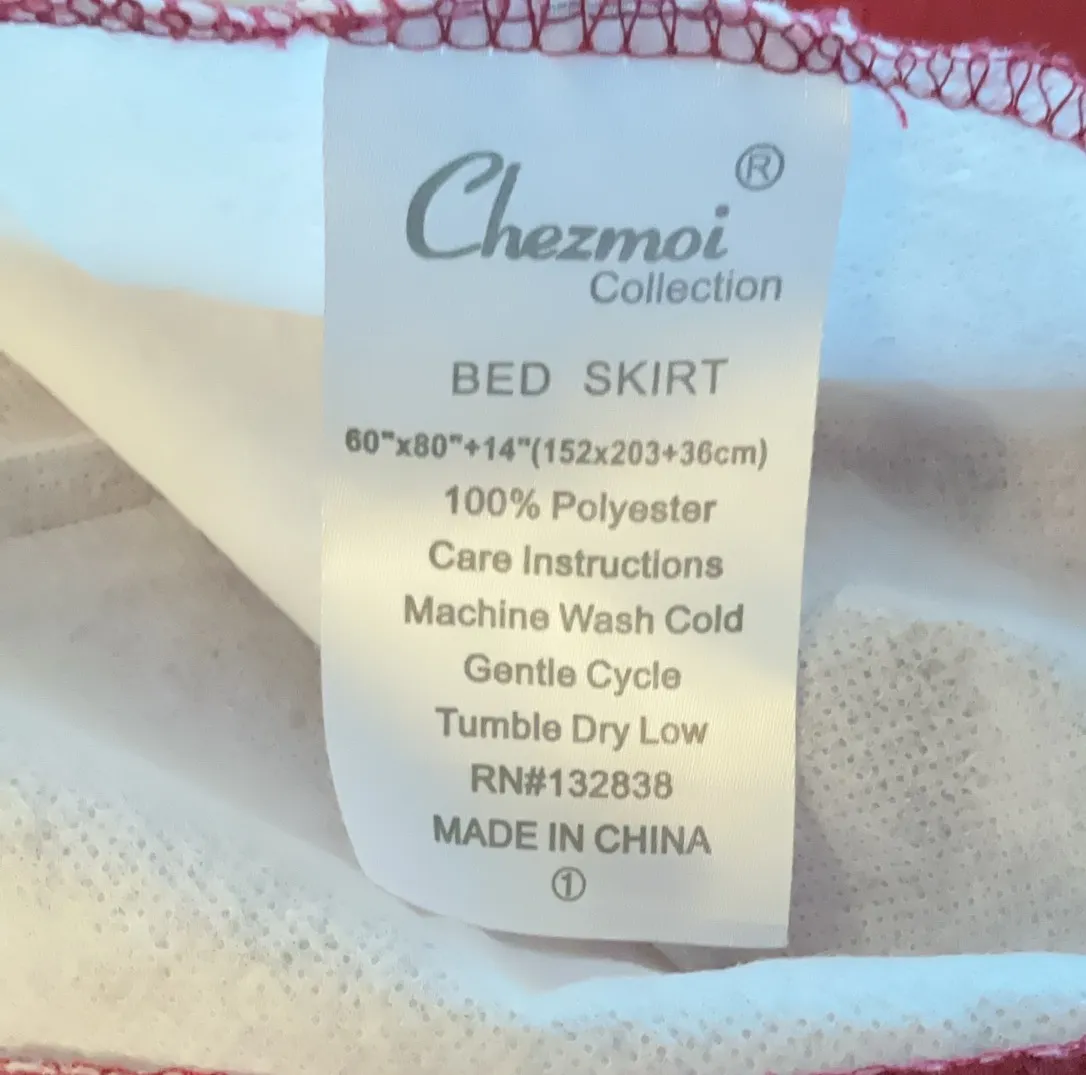 Chezmoi ®
Collection
BED SKIRT
60"x80"+14"(152x203+36cm)
100% Polyester
Care Instructions
Machine Wash Cold
Gentle Cycle
Tumble Dry Low
RN#132838
MADE IN CHINA
①